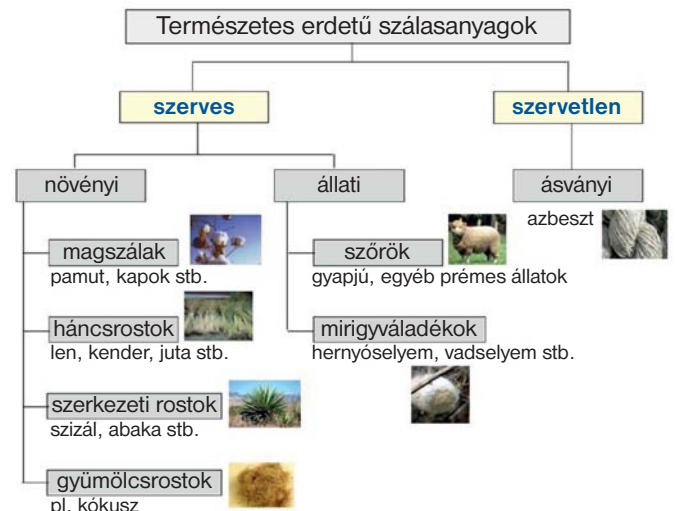 Természetes erdetű szálasanyagok
szerves
szervetlen
növényi
állati
ásványi
azbeszt
magszálak
pamut, kapok stb.
szőrök
gyapjú, egyéb prémes állatok
háncsrostok
len, kender, juta stb.
mirigyváladékok
hernyóselyem, vadselyem stb.
szerkezeti rostok
szizál, abaka stb.
gyümölcsrostok
pl. kókusz